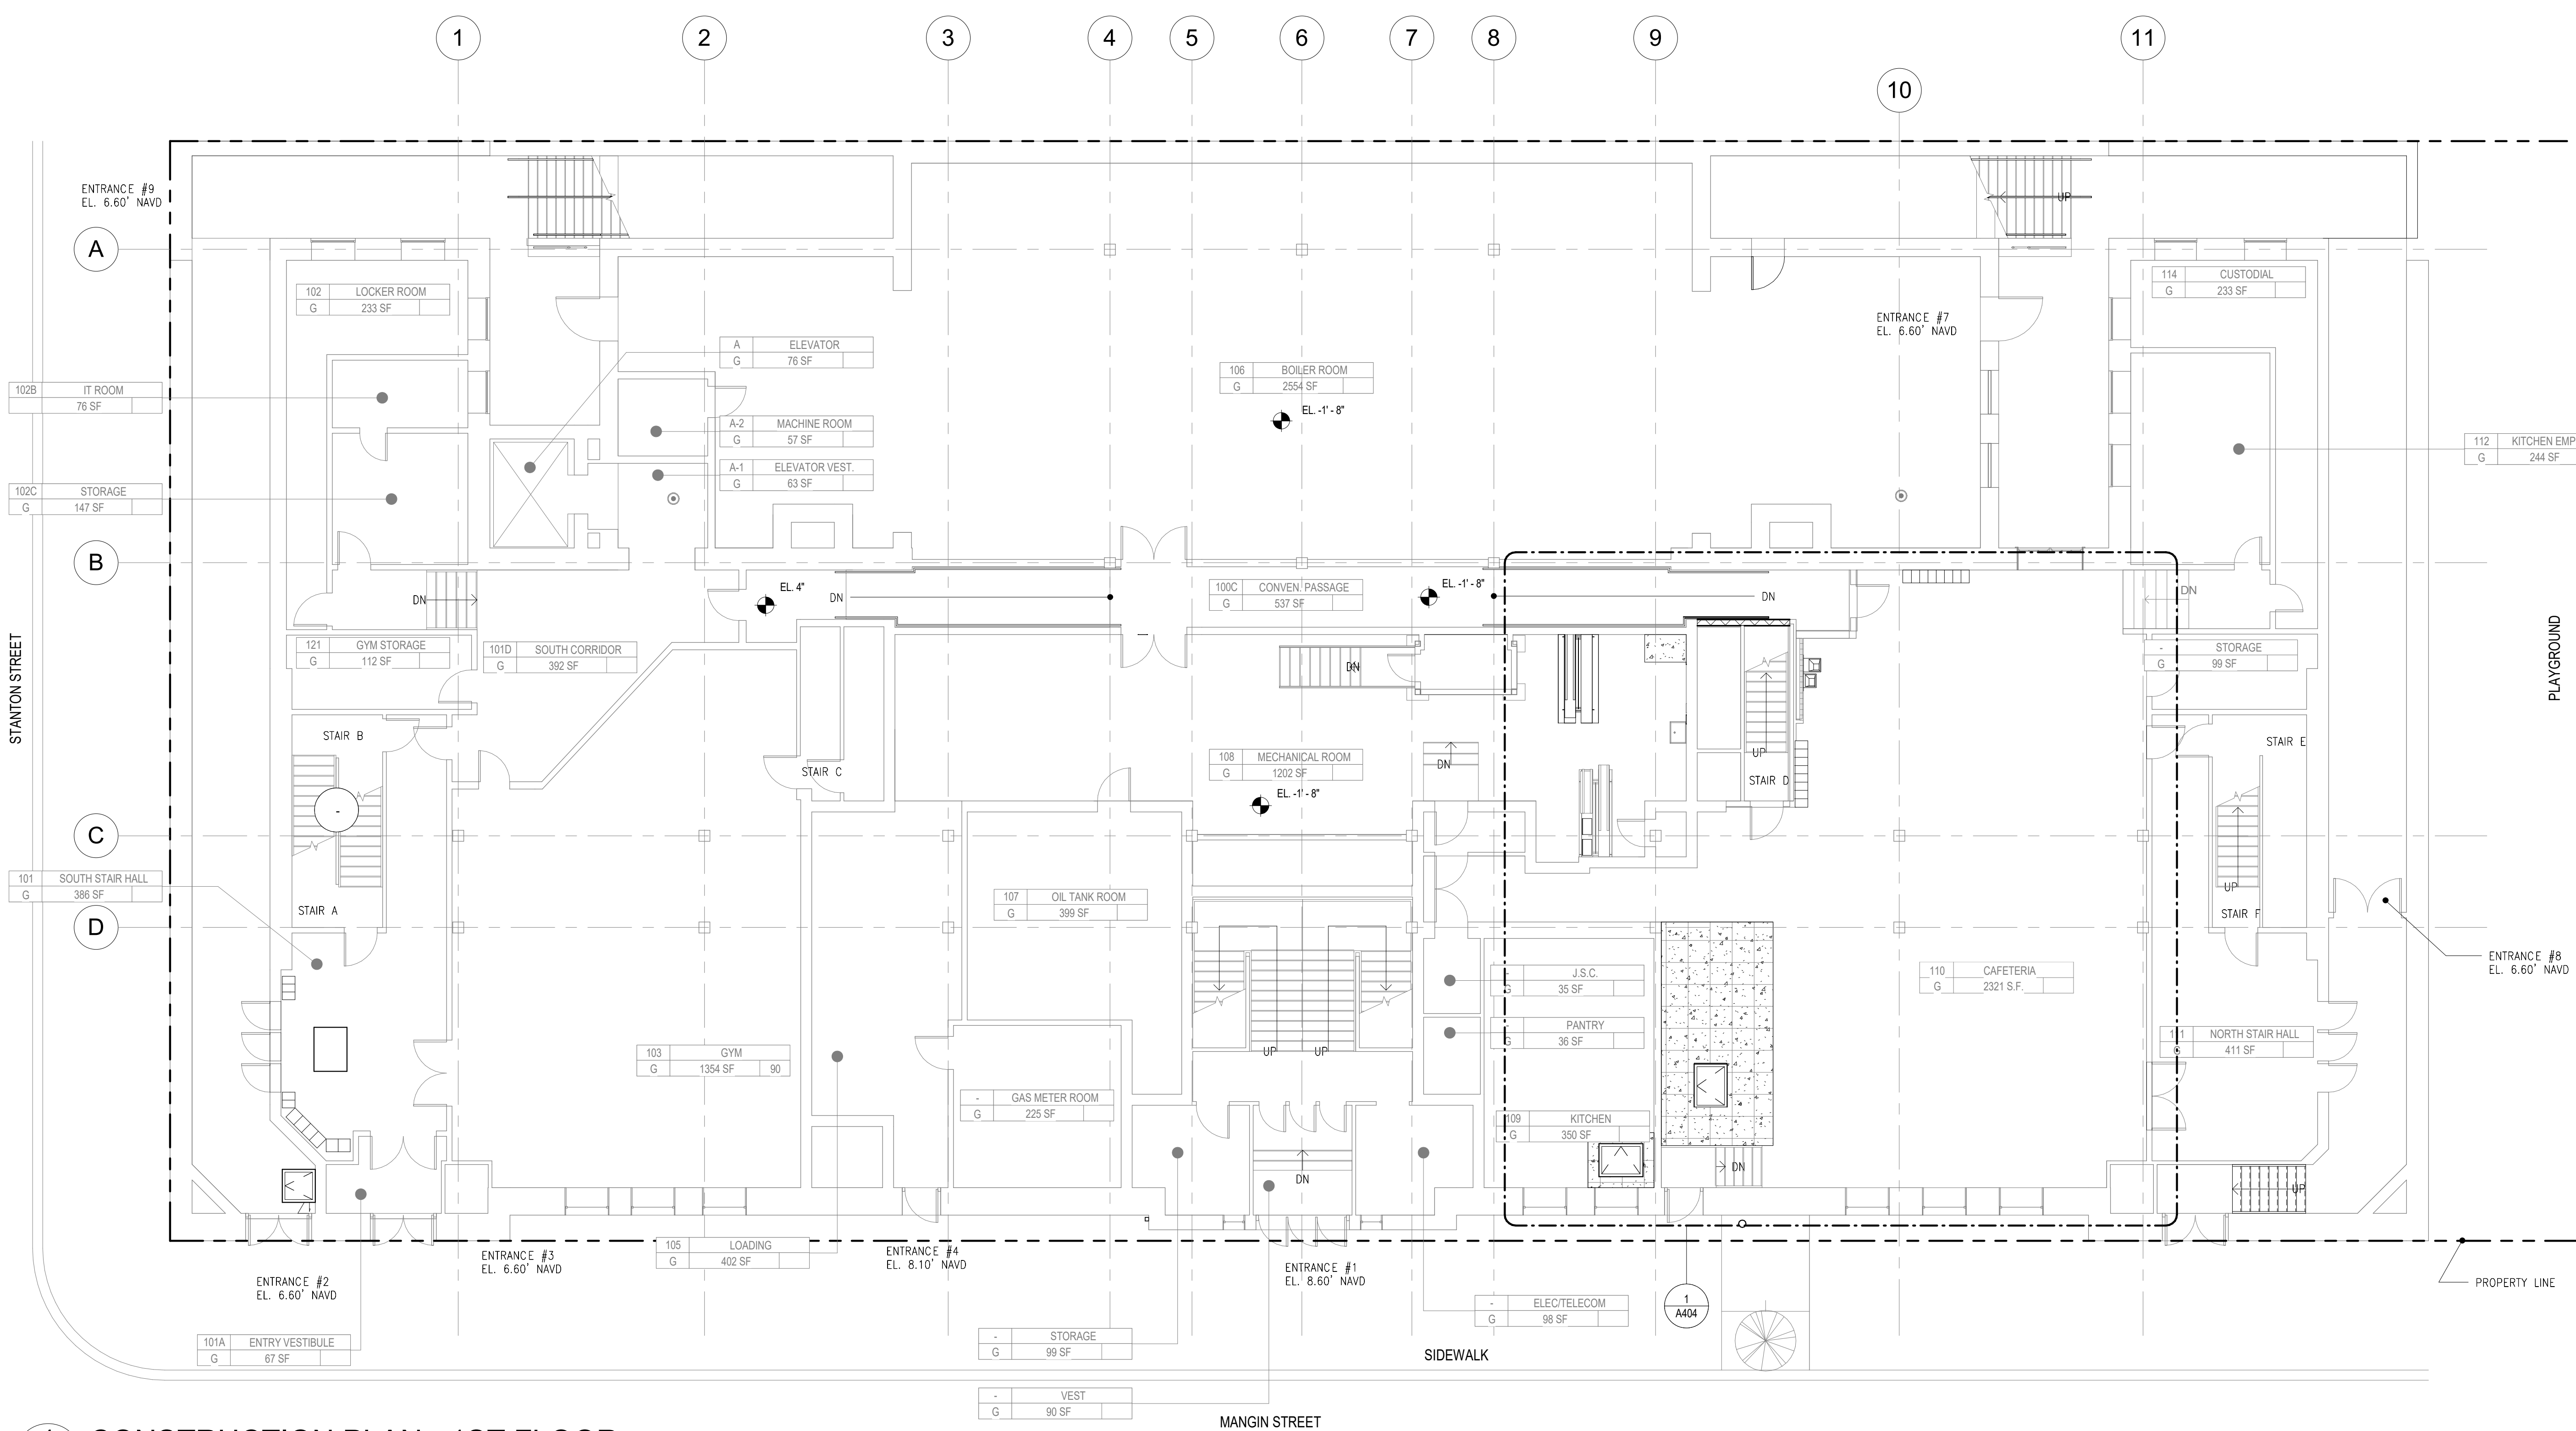 1
2
3
4
5
6
7
8
9
10
11
A
B
C
D
ENTRANCE #9
EL. 6.60' NAVD
UP
102 LOCKER ROOM
G 233 SF
114 CUSTODIAL
G 233 SF
ENTRANCE #7
EL. 6.60' NAVD
A ELEVATOR
G 76 SF
106 BOILER ROOM
G 2554 SF
EL. -1' - 8"
102B IT ROOM
76 SF
A-2 MACHINE ROOM
G 57 SF
A-1 ELEVATOR VEST.
G 63 SF
112 KITCHEN EMP
G 244 SF
102C STORAGE
G 147 SF
DN
EL. 4"
DN
100C CONVEN. PASSAGE
G 537 SF
EL. -1' - 8"
DN
DN
121 GYM STORAGE
G 112 SF
101D SOUTH CORRIDOR
G 392 SF
- STORAGE
G 99 SF
STANTON STREET
PLAYGROUND
DN
STAIR B
STAIR C
108 MECHANICAL ROOM
G 1202 SF
EL. -1' - 8"
DN
UP
STAIR D
STAIR E
-
101 SOUTH STAIR HALL
G 386 SF
STAIR A
107 OIL TANK ROOM
G 399 SF
UP
STAIR F
- J.S.C.
G 35 SF
110 CAFETERIA
G 2321 S.F.
ENTRANCE #8
EL. 6.60' NAVD
- PANTRY
G 36 SF
111 NORTH STAIR HALL
G 411 SF
103 GYM
G 1354 SF 90
UP
UP
- GAS METER ROOM
G 225 SF
109 KITCHEN
G 350 SF
DN
DN
UP
105 LOADING
G 402 SF
ENTRANCE #3
EL. 6.60' NAVD
ENTRANCE #4
EL. 8.10' NAVD
ENTRANCE #2
EL. 6.60' NAVD
ENTRANCE #1
EL. 8.60' NAVD
PROPERTY LINE
- ELEC/TELECOM
G 98 SF
1
A404
101A ENTRY VESTIBULE
G 67 SF
- STORAGE
G 99 SF
SIDEWALK
- VEST
G 90 SF
MANGIN STREET
CONSTRUCTION PLAN - 1ST FLOOR